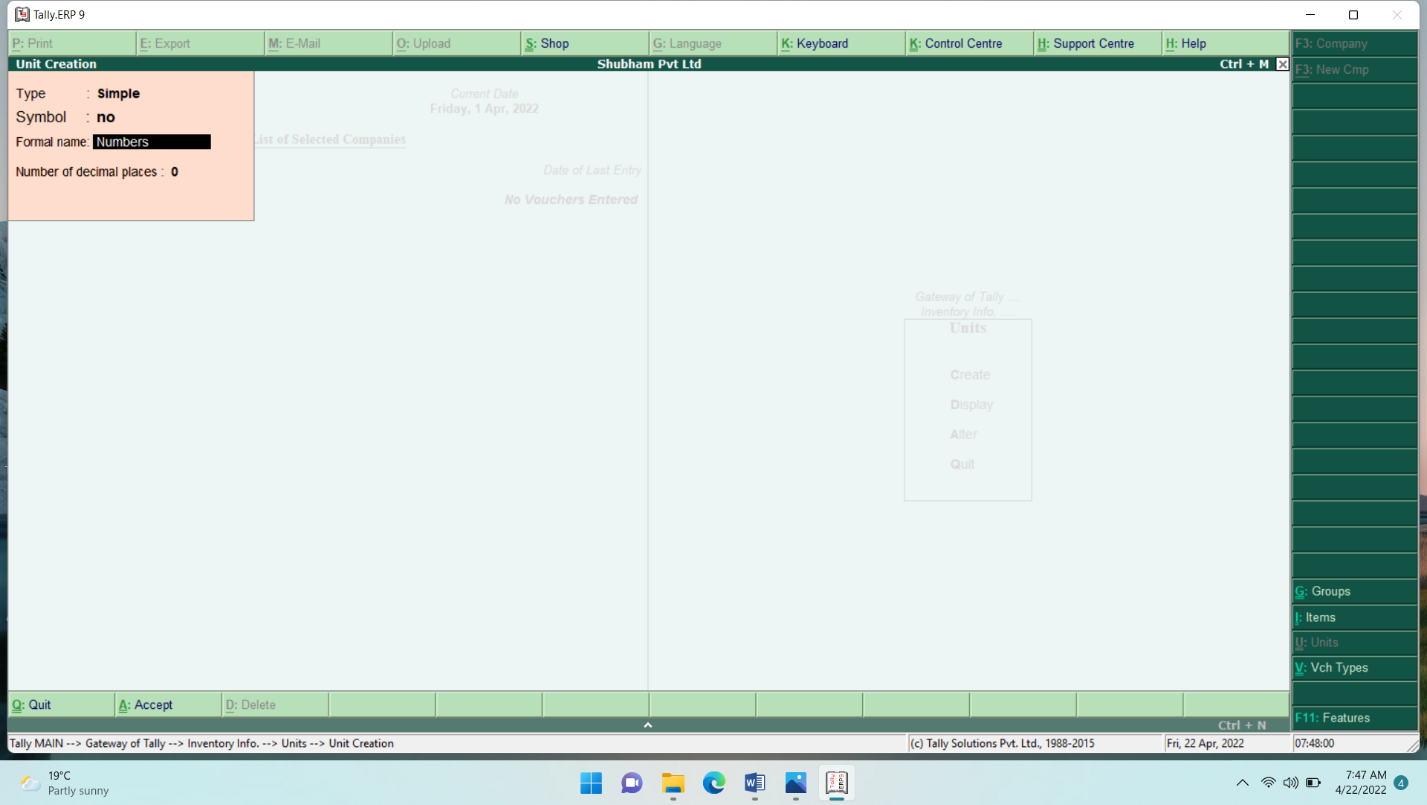 Tally.ERP 9
P: Print E: Export M: E-Mail O: Upload S: Shop G: Language K: Keyboard K: Control Centre H: Support Centre H: Help
F3: Company
Unit Creation Shubham Pvt Ltd Ctrl + M
F3: New Cmp
Type : Simple
Symbol : no
Formal name: Numbers
Number of decimal places : 0
Current Date
Friday, 1 Apr, 2022
List of Selected Companies
Date of Last Entry
No Vouchers Entered
Gateway of Tally ....
Inventory Info. ....
Units
Create
Display
Alter
Quit
G: Groups
I: Items
U: Units
V: Vch Types
F11: Features
Q: Quit A: Accept D: Delete
Ctrl + N
Tally MAIN --> Gateway of Tally --> Inventory Info. --> Units --> Unit Creation (c) Tally Solutions Pvt. Ltd., 1988-2015 Fri, 22 Apr, 2022 07:48:00
19°C
Partly sunny
7:47 AM
4/22/2022
4